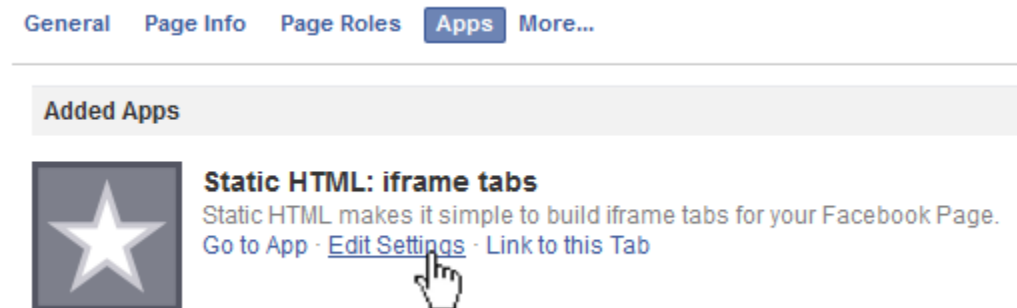 General Page Info Page Roles Apps More...
Added Apps
Static HTML: iframe tabs
Static HTML makes it simple to build iframe tabs for your Facebook Page.
Go to App · Edit Settings · Link to this Tab